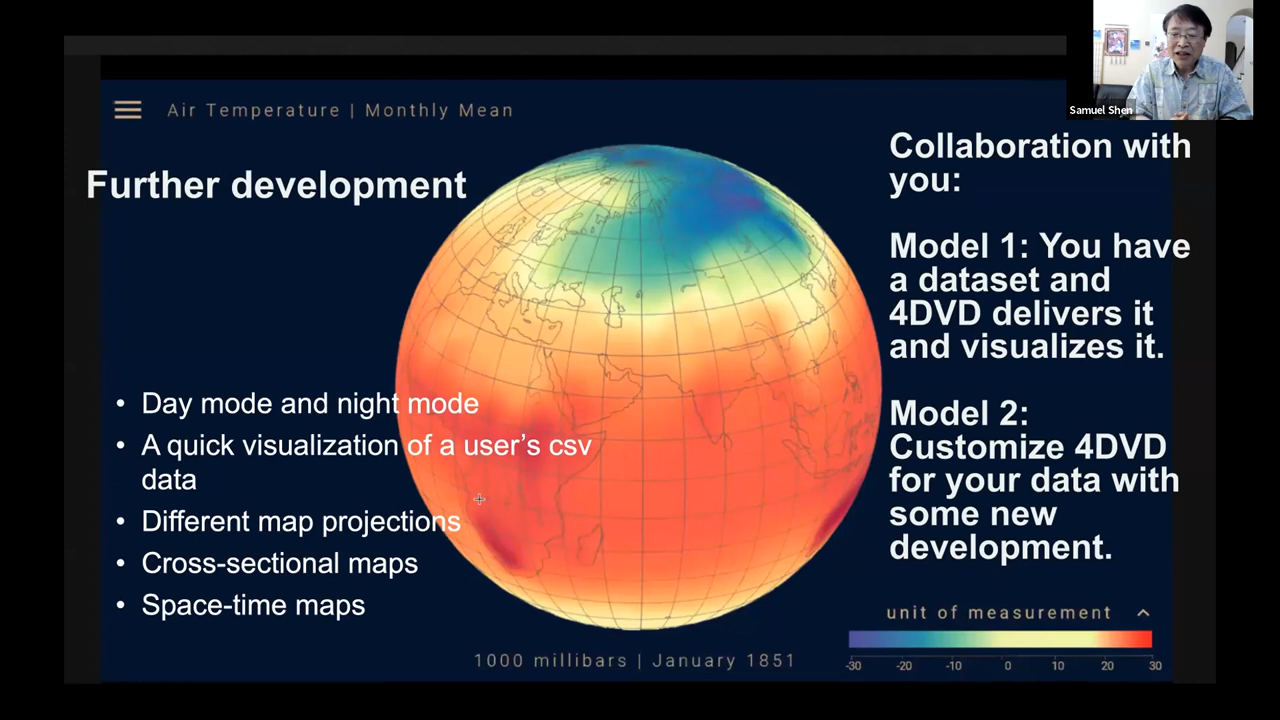 Samuel Shen
Air Temperature | Monthly Mean
Further development
• Day mode and night mode
• A quick visualization of a user’s csv
data
• Different map projections
• Cross-sectional maps
• Space-time maps
Collaboration with
you:
Model 1: You have
a dataset and
4DVD delivers it
and visualizes it.
Model 2:
Customize 4DVD
for your data with
some new
development.
unit of measurement
-30 -20 -10 0 10 20 30
1000 millibars | January 1851